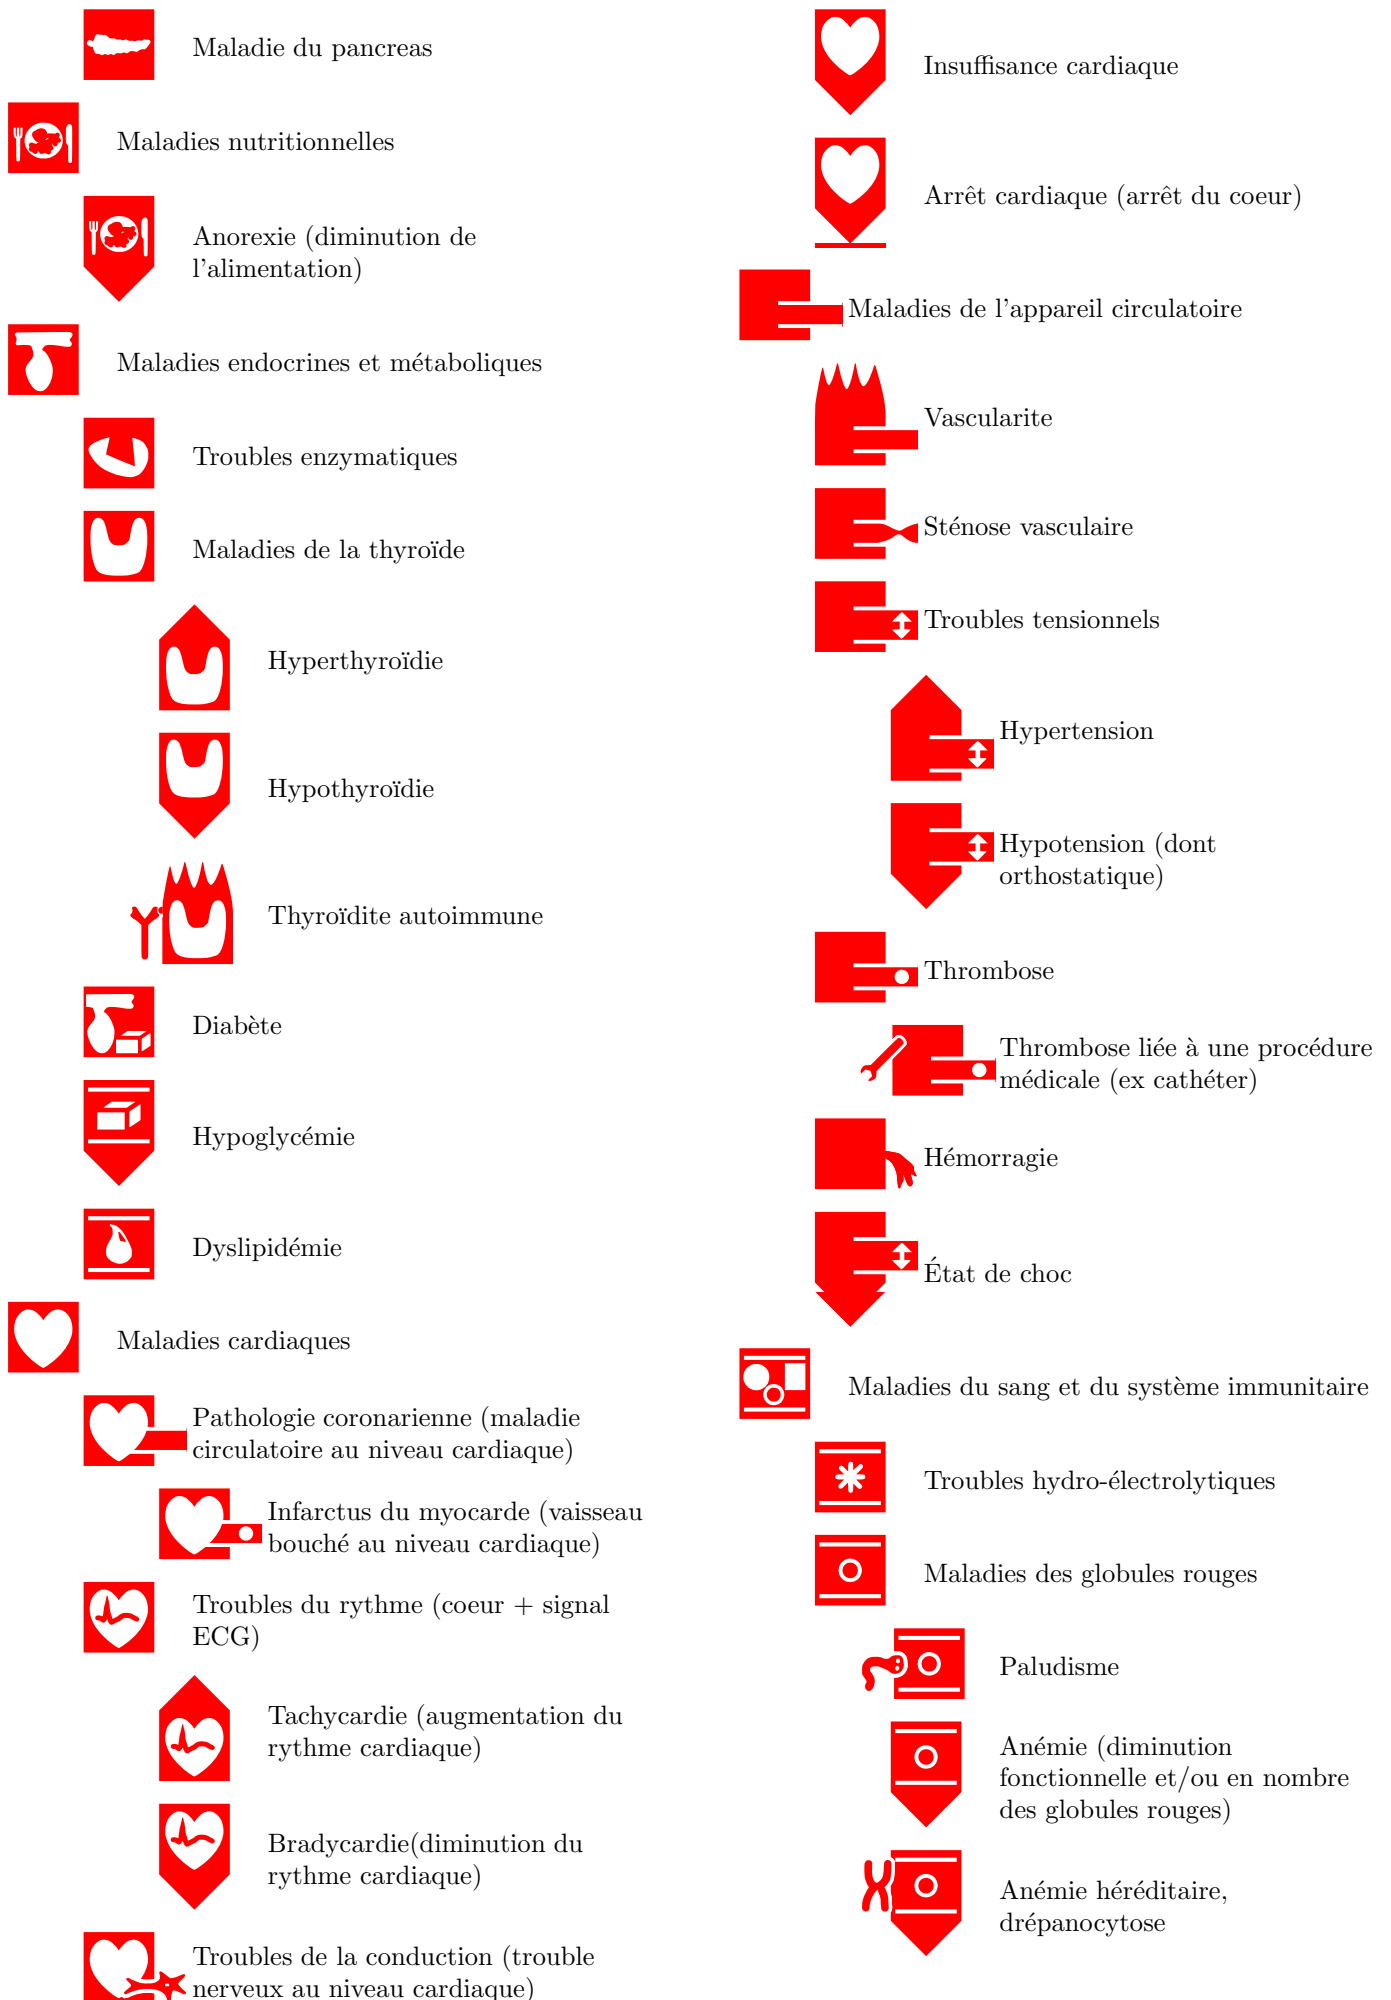 Maladie du pancreas
Maladies nutritionnelles
Anorexie (diminution de
l'alimentation)
Maladies endocrines et métaboliques
Troubles enzymatiques
Maladies de la thyroïde
Hyperthyroïdie
Hypothyroïdie
Thyroïdite autoimmune
Diabète
Hypoglycémie
Dyslipidémie
Maladies cardiaques
Pathologie coronarienne (maladie
circulatoire au niveau cardiaque)
Infarctus du myocarde (vaisseau
bouché au niveau cardiaque)
Troubles du rythme (coeur + signal
ECG)
Tachycardie (augmentation du
rythme cardiaque)
Bradycardie(diminution du
rythme cardiaque)
Troubles de la conduction (trouble
nerveux au niveau cardiaque)
Insuffisance cardiaque
Arrêt cardiaque (arrêt du coeur)
Maladies de l'appareil circulatoire
Vascularite
Sténose vasculaire
Troubles tensionnels
Hypertension
Hypotension (dont
orthostatique)
Thrombose
Thrombose liée à une procédure
médicale (ex cathéter)
Hémorragie
État de choc
Maladies du sang et du système immunitaire
Troubles hydro-électrolytiques
Maladies des globules rouges
Paludisme
Anémie (diminution
fonctionnelle et/ou en nombre
des globules rouges)
Anémie héréditaire,
drépanocytose